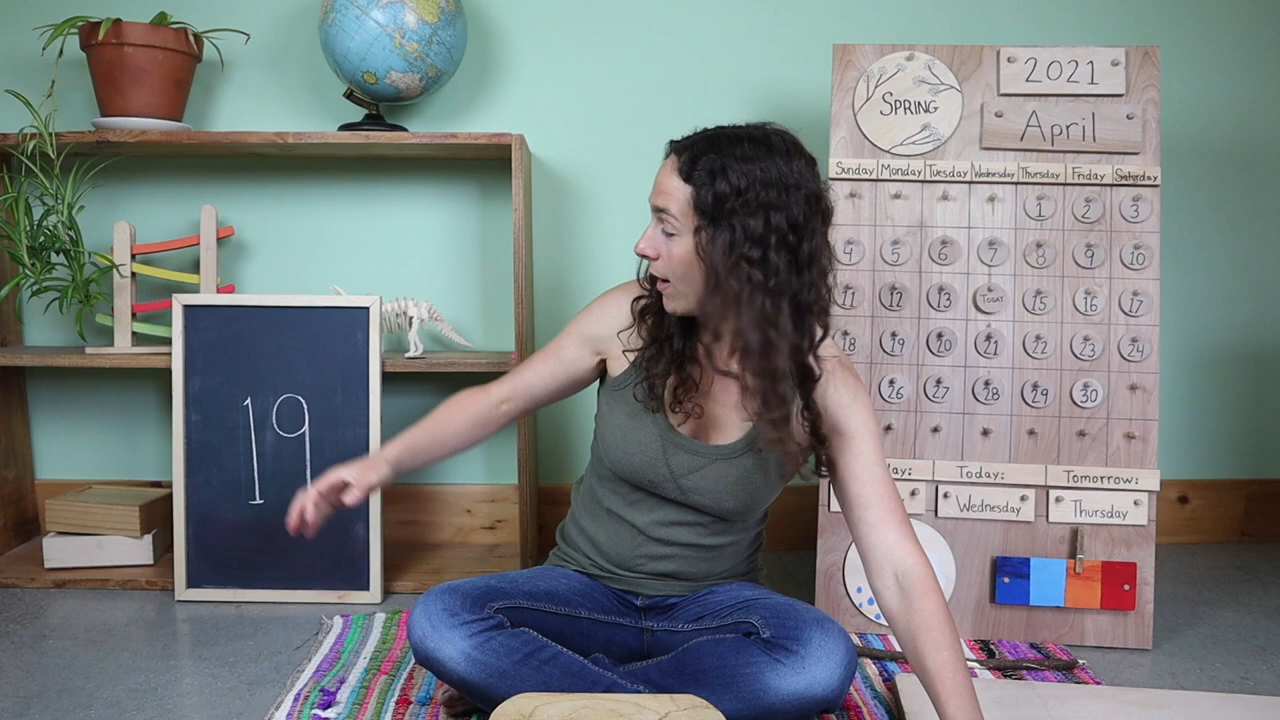 19
SPRING
2021
April
Sunday Monday Tuesday Wednesday Thursday Friday Saturday
1 2 3
4 5 6 7 8 9 10
11 12 13 TODAY 15 16 17
18 19 20 21 22 23 24
26 27 28 29 30
Today: Tomorrow:
Wednesday Thursday